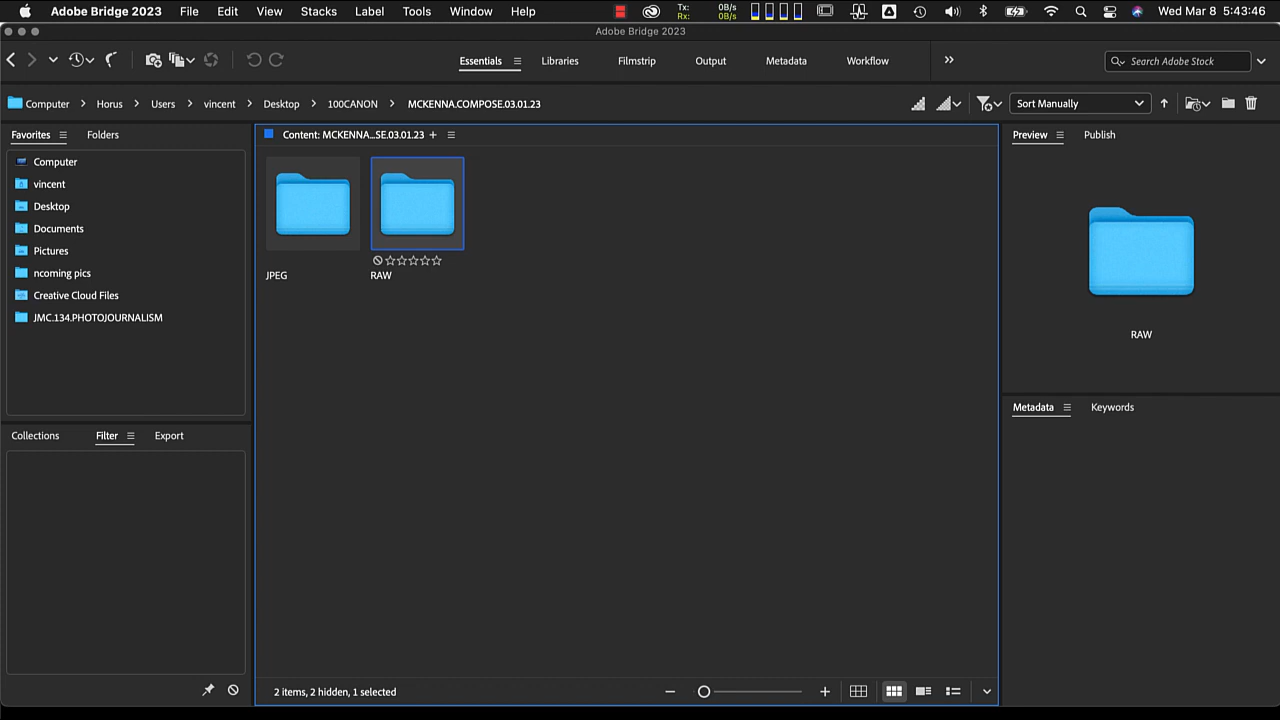 Adobe Bridge 2023 File Edit View Stacks Label Tools Window Help Tx: 0B/s Rx: 0B/s Wed Mar 8 5:43:46
Adobe Bridge 2023
Essentials Libraries Filmstrip Output Metadata Workflow Search Adobe Stock
Computer Horus Users vincent Desktop 100CANON MCKENNA.COMPOSE.03.01.23 Sort Manually
Favorites Folders Content: MCKENNA...SE.03.01.23 Preview Publish
Computer
vincent
Desktop
Documents
Pictures
ncoming pics
Creative Cloud Files
JMC.134.PHOTOJOURNALISM
JPEG RAW
RAW
Metadata Keywords
Collections Filter Export
2 items, 2 hidden, 1 selected